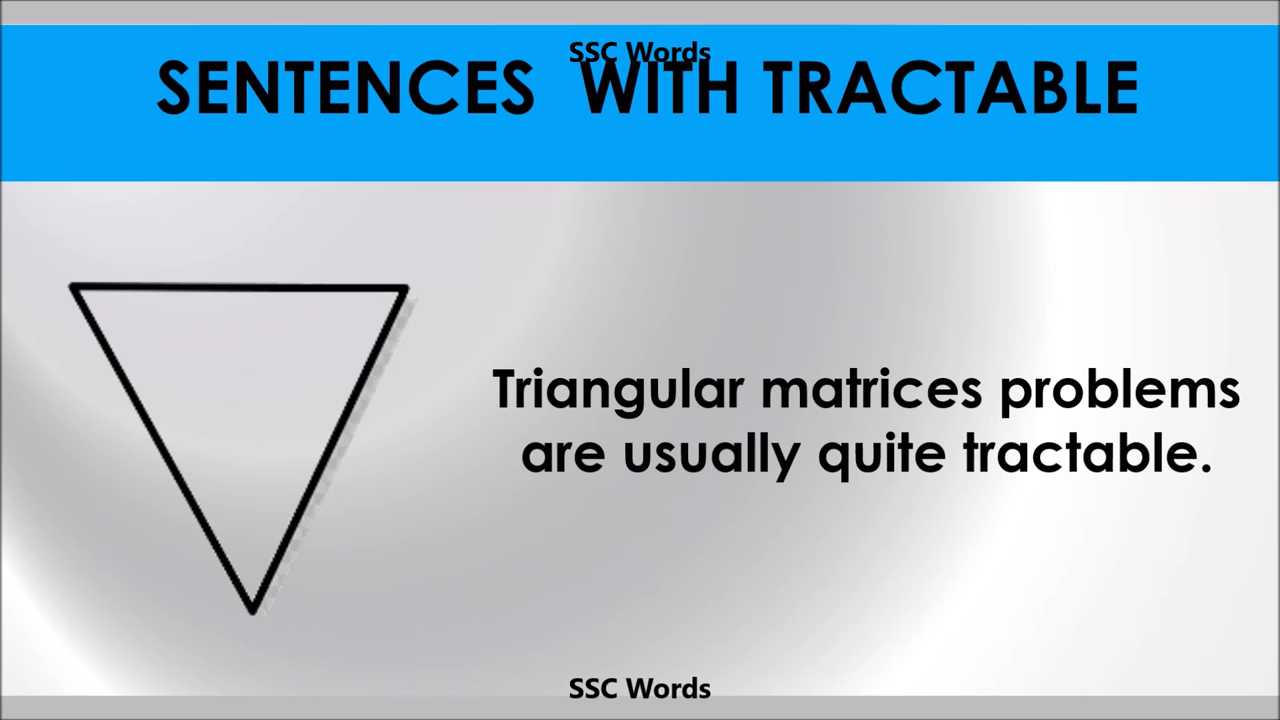 SSC Words
SENTENCES WITH TRACTABLE
Triangular matrices problems
are usually quite tractable.
SSC Words